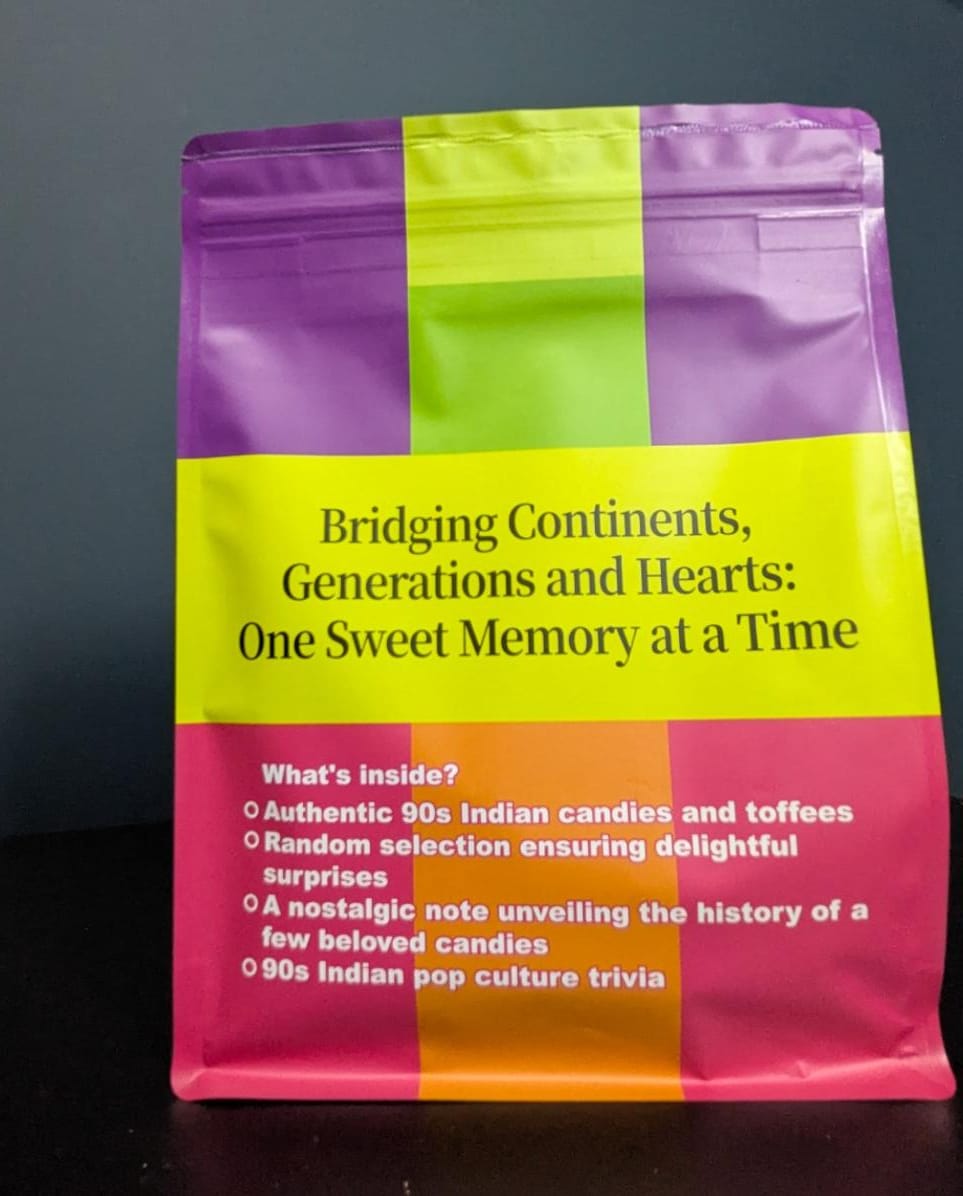 Bridging Continents,
Generations and Hearts:
One Sweet Memory at a Time
What's inside?
o Authentic 90s Indian candies and toffees
o Random selection ensuring delightful
surprises
o A nostalgic note unveiling the history of a
few beloved candies
o 90s Indian pop culture trivia